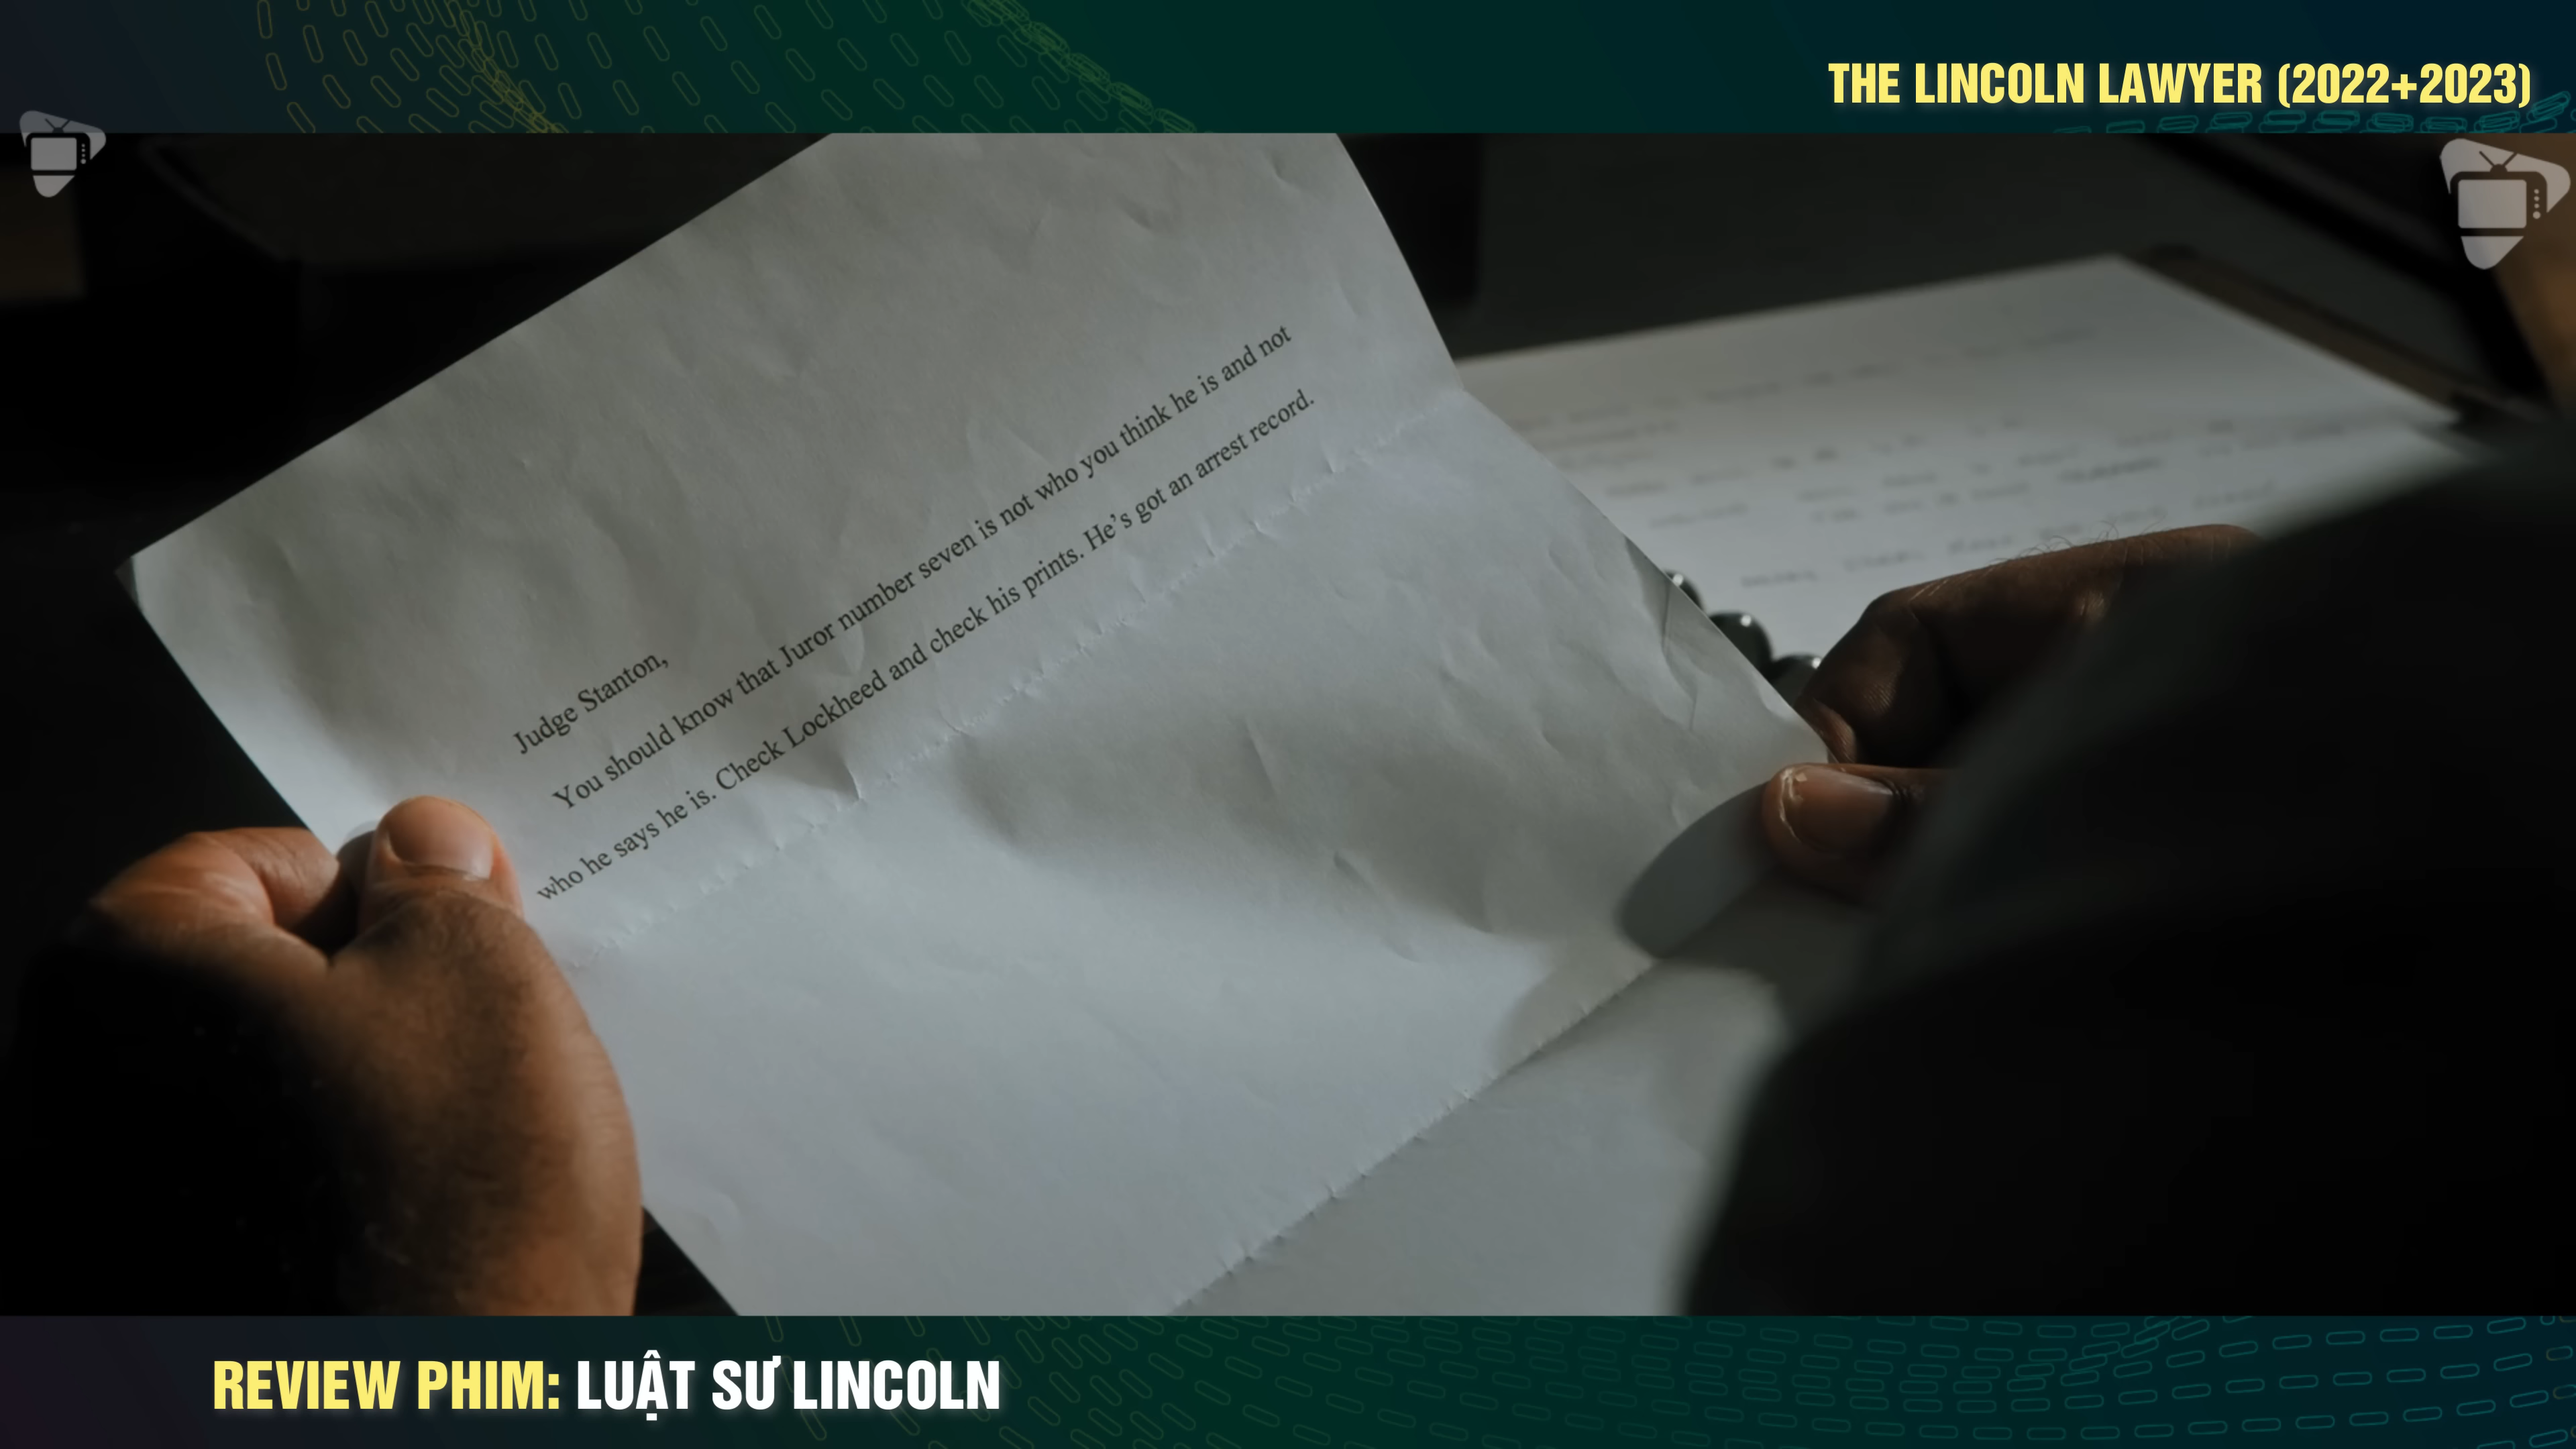 THE LINCOLN LAWYER (2022+2023)
Judge Stanton,
You should know that Juror number seven is not who you think he is and not
who he says he is. Check Lockheed and check his prints. He's got an arrest record.
REVIEW PHIM: LUẬT SƯ LINCOLN